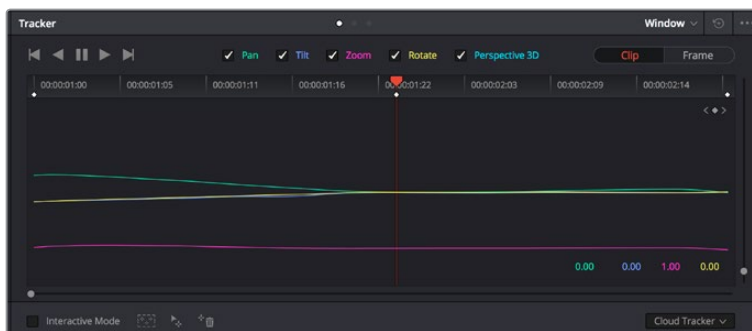 Tracker Window
Pan Tilt Zoom Rotate Perspective 3D Clip Frame
00:00:01:00 00:00:01:05 00:00:01:11 00:00:01:16 00:00:01:22 00:00:02:03 00:00:02:09 00:00:02:14
0.00 0.00 1.00 0.00
Interactive Mode Cloud Tracker